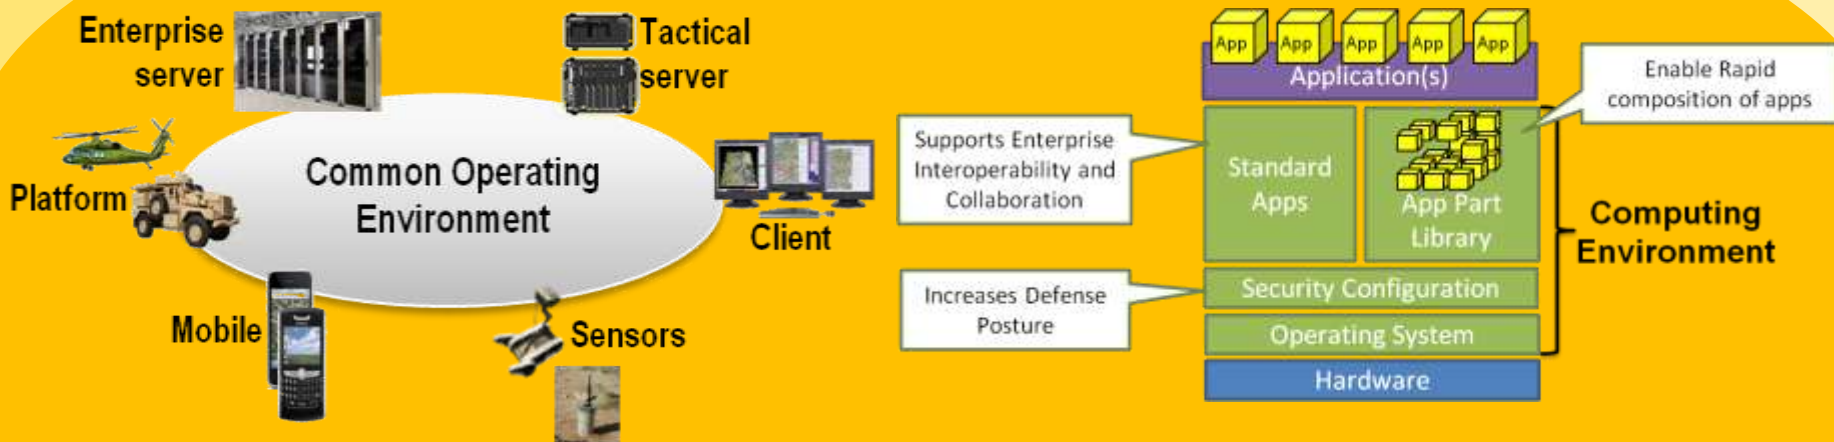 Enterprise
server
Tactical
server
Platform
Common Operating
Environment
Client
Mobile
Sensors
App App App App App
Application(s)
Enable Rapid
composition of apps
Supports Enterprise
Interoperability and
Collaboration
Standard
Apps
App Part
Library
Computing
Environment
Increases Defense
Posture
Security Configuration
Operating System
Hardware